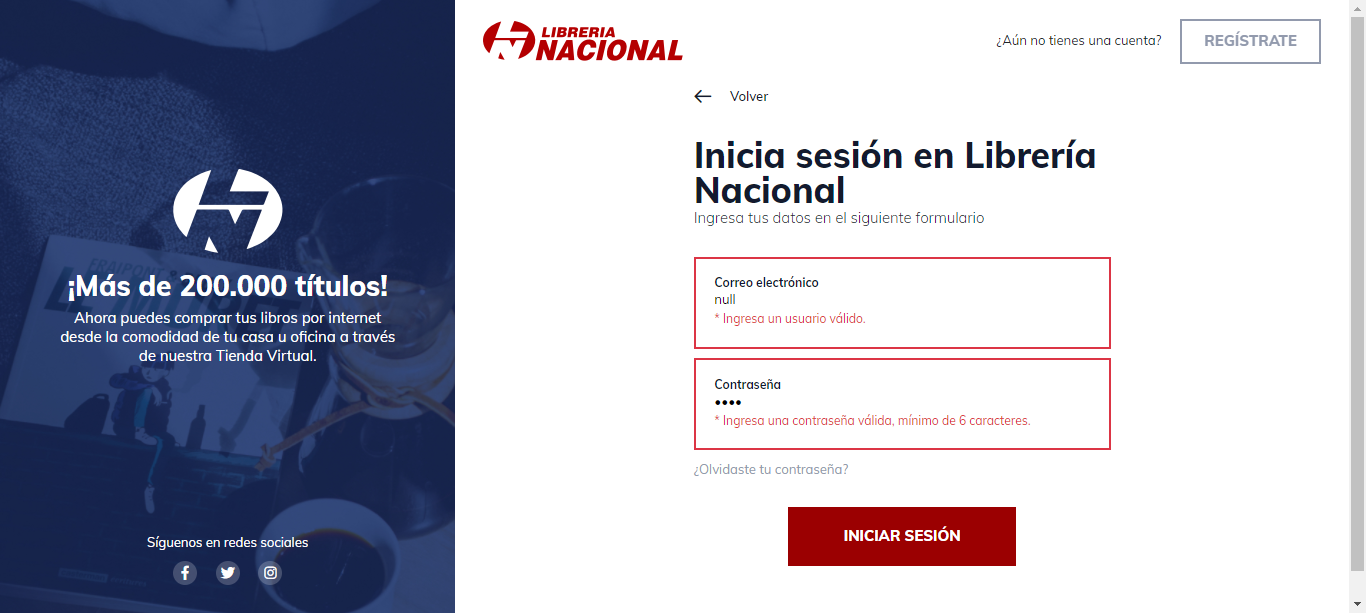 ¡Más de 200.000 títulos!
Ahora puedes comprar tus libros por internet
desde la comodidad de tu casa u oficina a través
de nuestra Tienda Virtual.
Síguenos en redes sociales
LIBRERIA
NACIONAL
¿Aún no tienes una cuenta?
REGÍSTRATE
Volver
Inicia sesión en Librería
Nacional
Ingresa tus datos en el siguiente formulario
Correo electrónico
null
* Ingresa un usuario válido.
Contraseña
••••
* Ingresa una contraseña válida, mínimo de 6 caracteres.
¿Olvidaste tu contraseña?
INICIAR SESIÓN